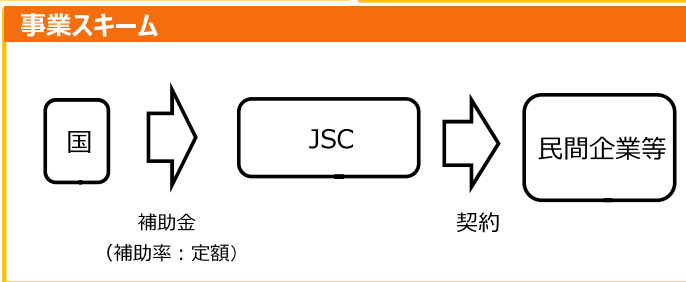 事業スキーム
国
JSC
民間企業等
補助金
（補助率：定額）
契約